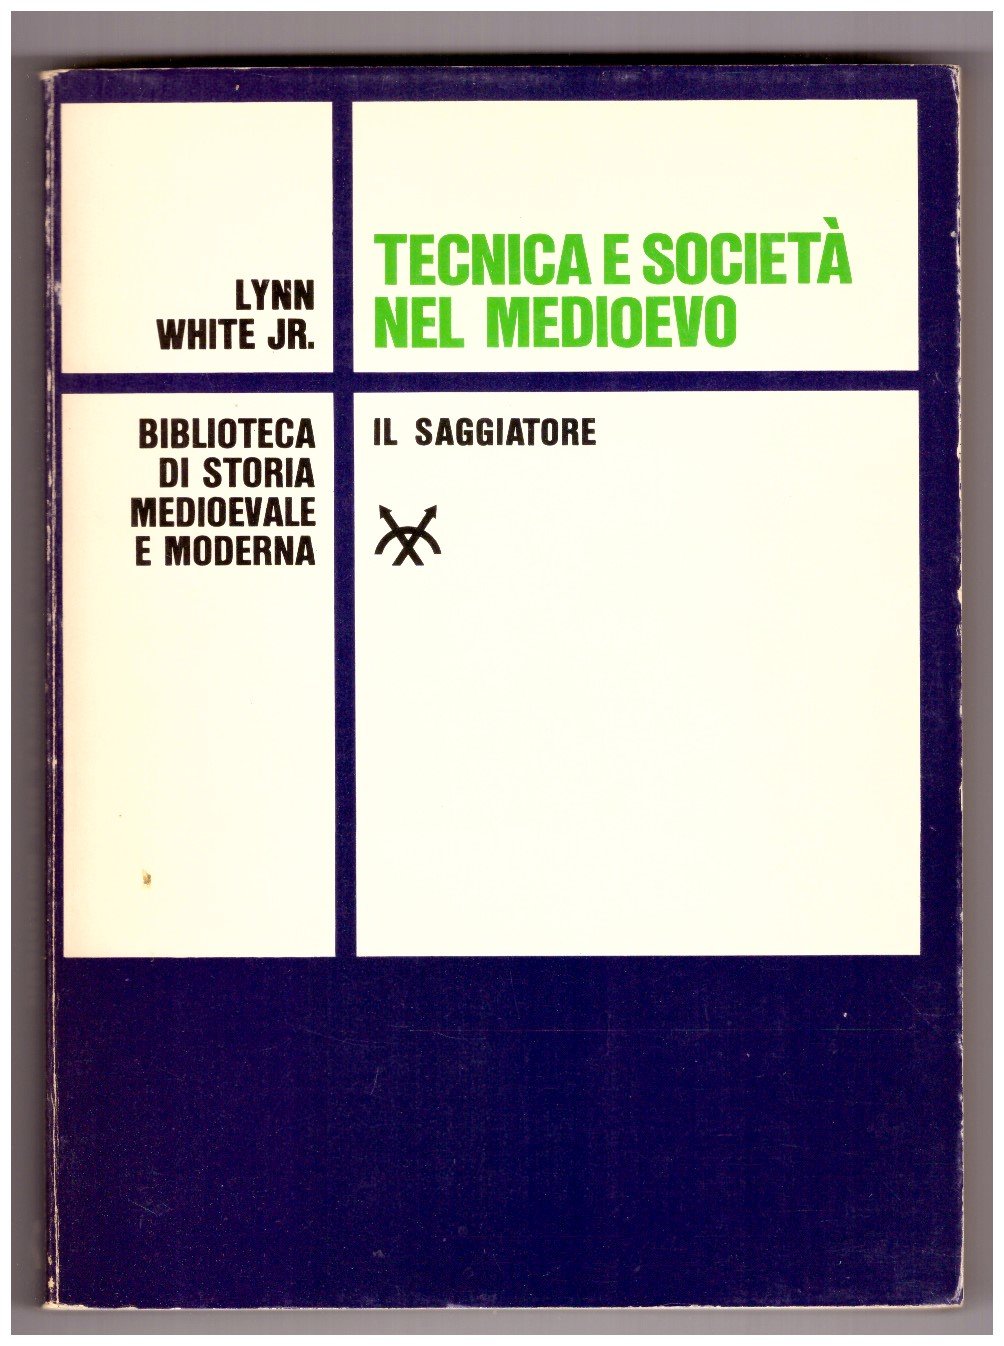 LYNN
WHITE JR.
TECNICA E SOCIETÀ
NEL MEDIOEVO
BIBLIOTECA
DI STORIA
MEDIOEVALE
E MODERNA
IL SAGGIATORE